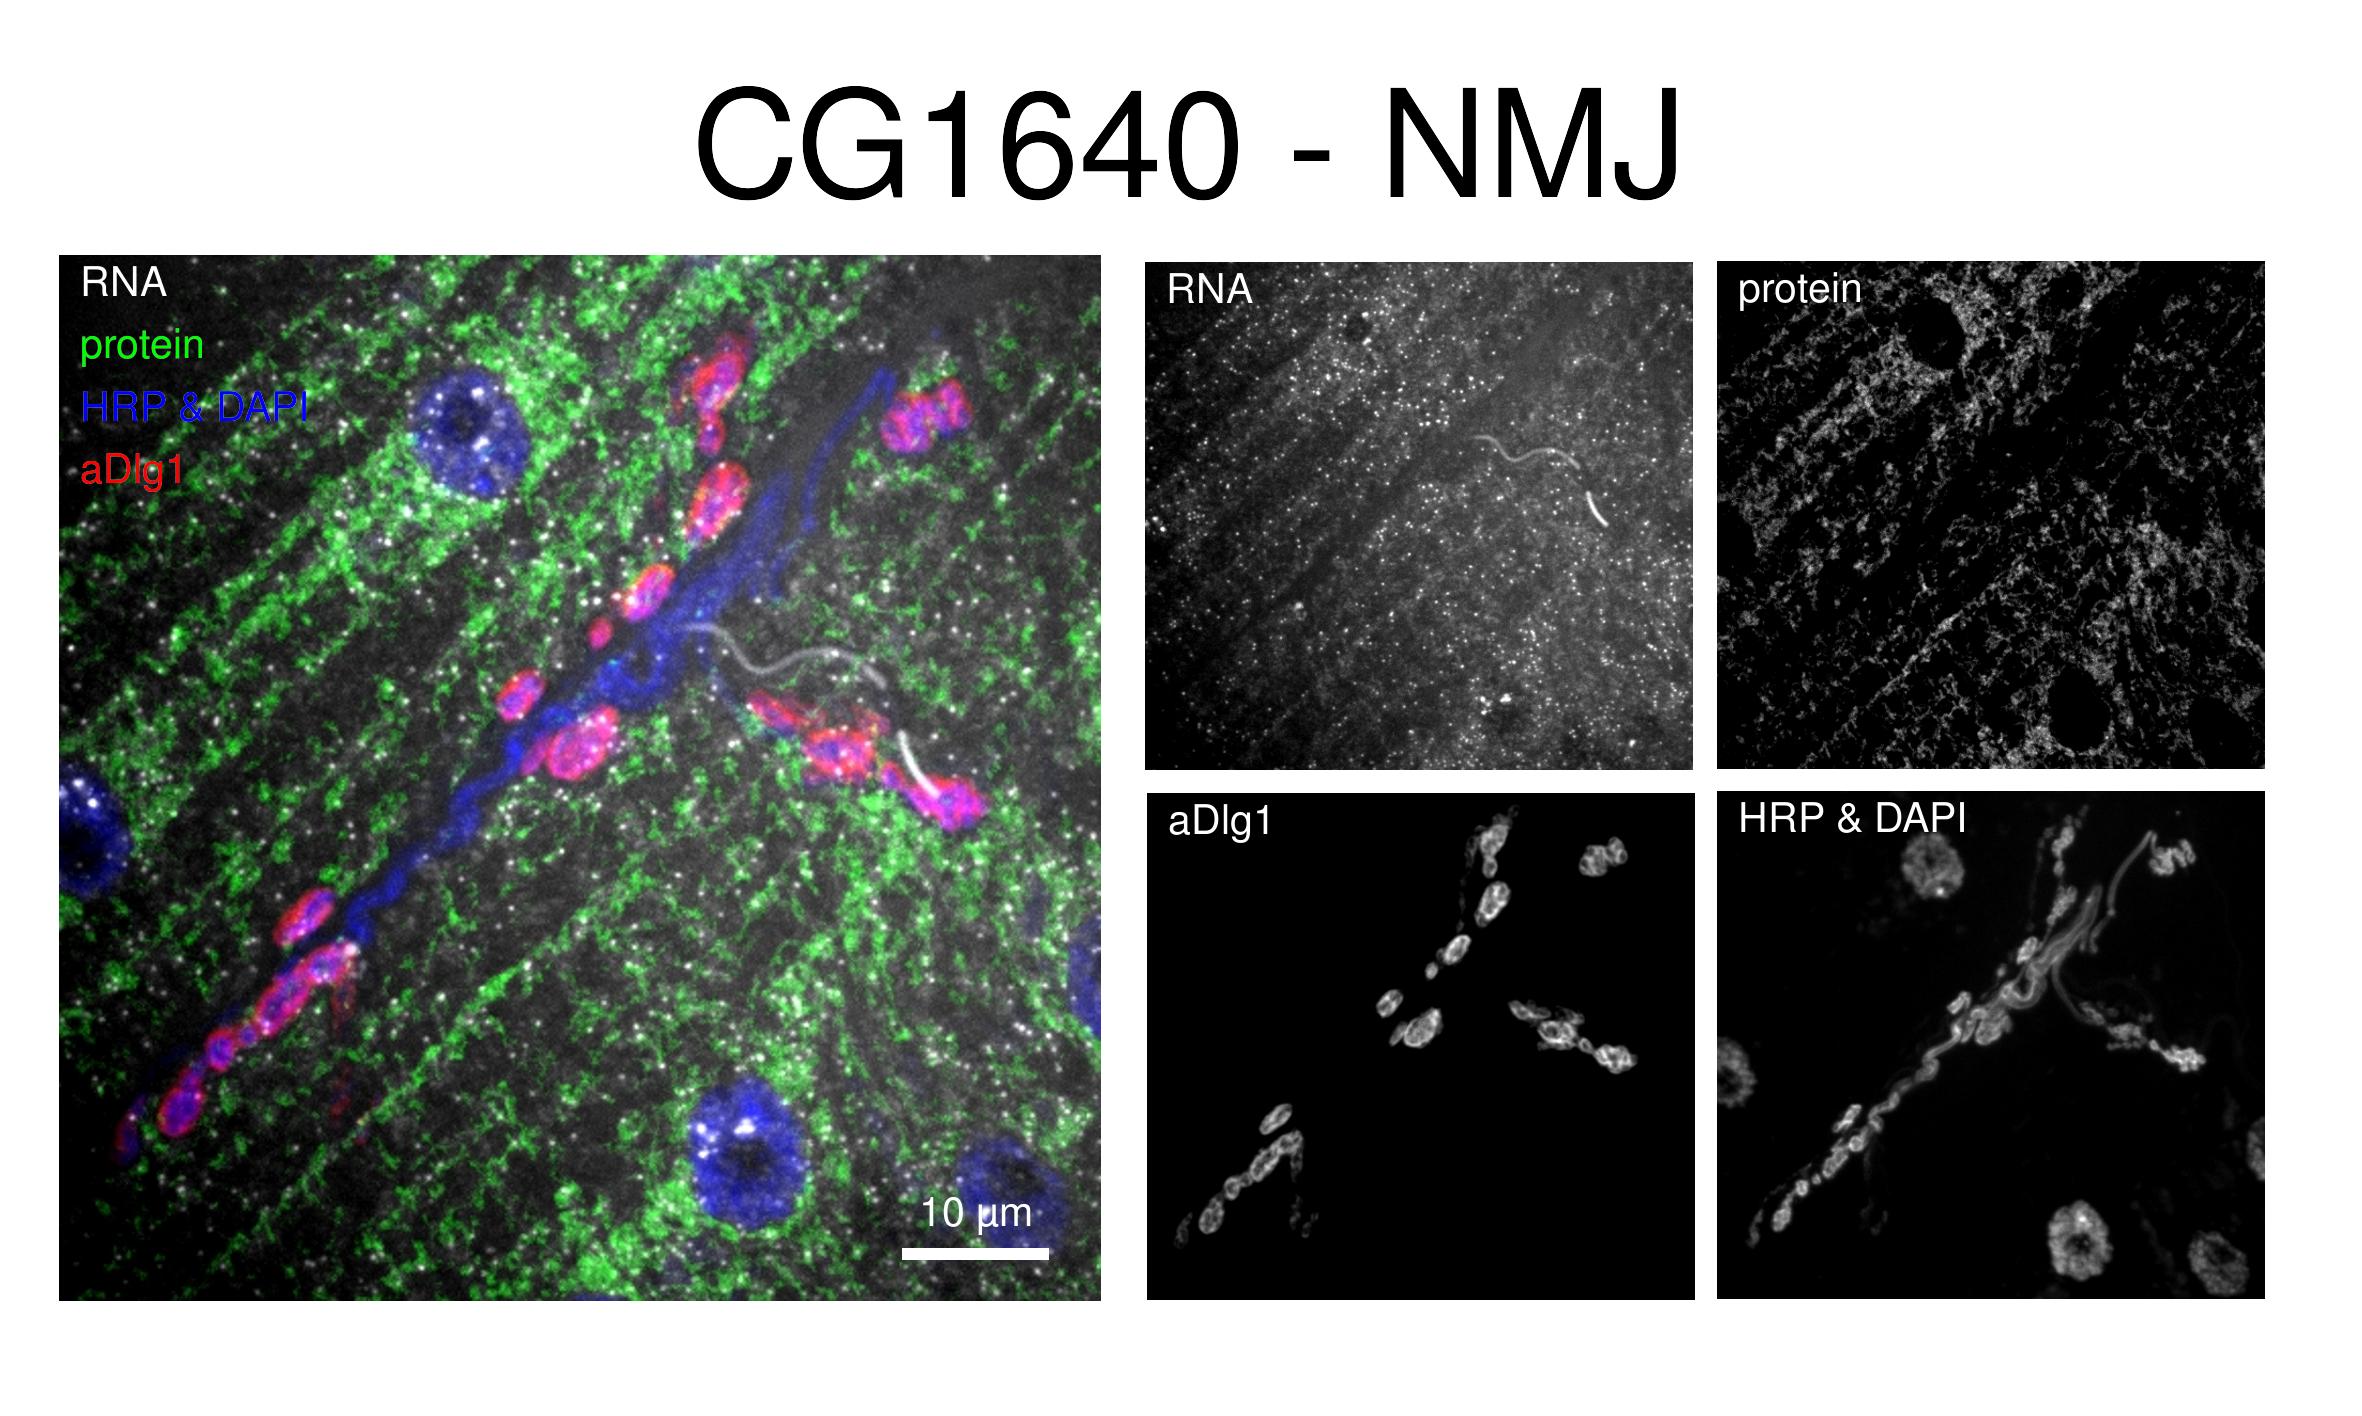 CG1640 - NMJ
RNA
protein
HRP & DAPI
aDlg1
10 µm
RNA
protein
aDlg1
HRP & DAPI